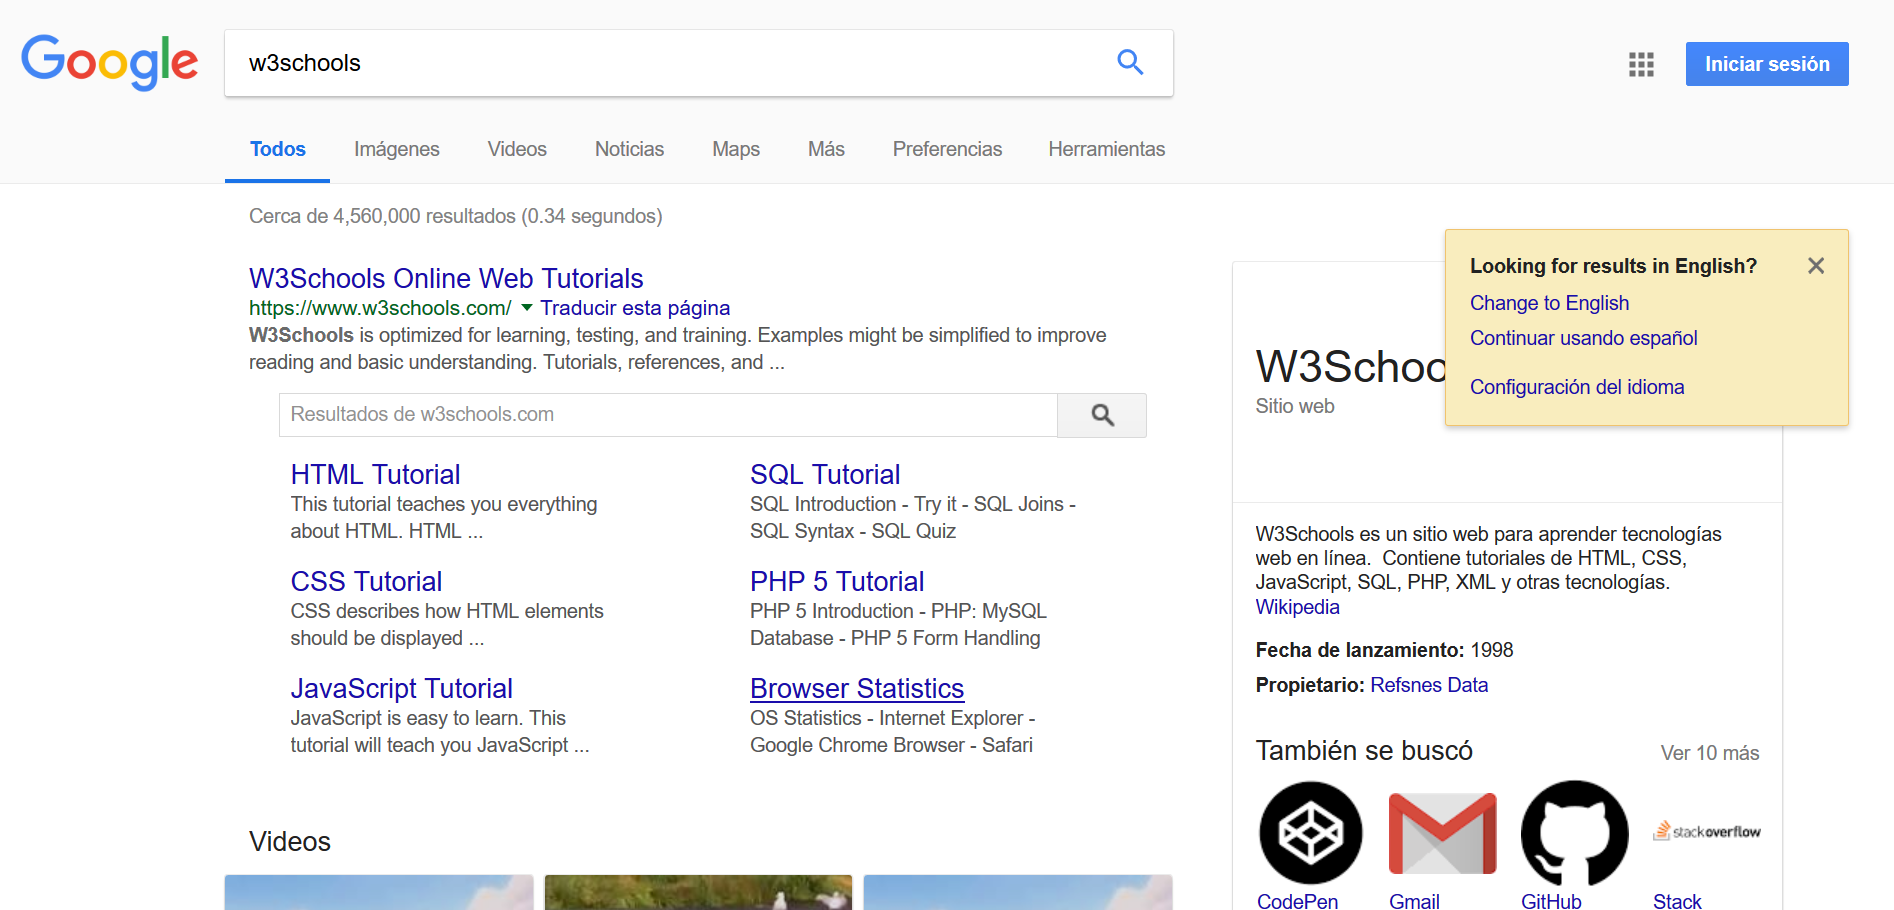 Google
w3schools
Iniciar sesión
Todos Imágenes Videos Noticias Maps Más Preferencias Herramientas
Cerca de 4,560,000 resultados (0.34 segundos)
W3Schools Online Web Tutorials
https://www.w3schools.com/ Traducir esta página
W3Schools is optimized for learning, testing, and training. Examples might be simplified to improve
reading and basic understanding. Tutorials, references, and ...
Resultados de w3schools.com
HTML Tutorial
This tutorial teaches you everything
about HTML. HTML ...
SQL Tutorial
SQL Introduction - Try it - SQL Joins -
SQL Syntax - SQL Quiz
CSS Tutorial
CSS describes how HTML elements
should be displayed ...
PHP 5 Tutorial
PHP 5 Introduction - PHP: MySQL
Database - PHP 5 Form Handling
JavaScript Tutorial
JavaScript is easy to learn. This
tutorial will teach you JavaScript ...
Browser Statistics
OS Statistics - Internet Explorer -
Google Chrome Browser - Safari
Videos
Looking for results in English?
Change to English
Continuar usando español
Configuración del idioma
W3Schoo
Sitio web
W3Schools es un sitio web para aprender tecnologías
web en línea. Contiene tutoriales de HTML, CSS,
JavaScript, SQL, PHP, XML y otras tecnologías.
Wikipedia
Fecha de lanzamiento: 1998
Propietario: Refsnes Data
También se buscó Ver 10 más
stackoverflow
CodePen Gmail GitHub Stack